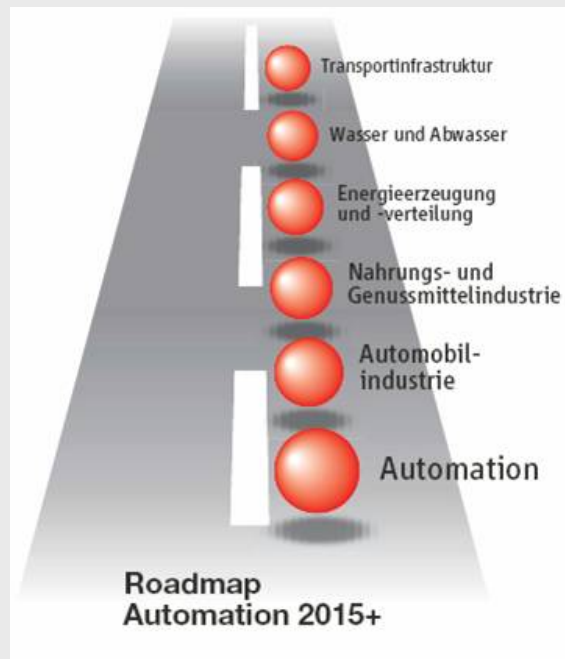 Transportinfrastruktur
Wasser und Abwasser
Energieerzeugung
und -verteilung
Nahrungs- und
Genussmittelindustrie
Automobil-
industrie
Automation
Roadmap
Automation 2015+